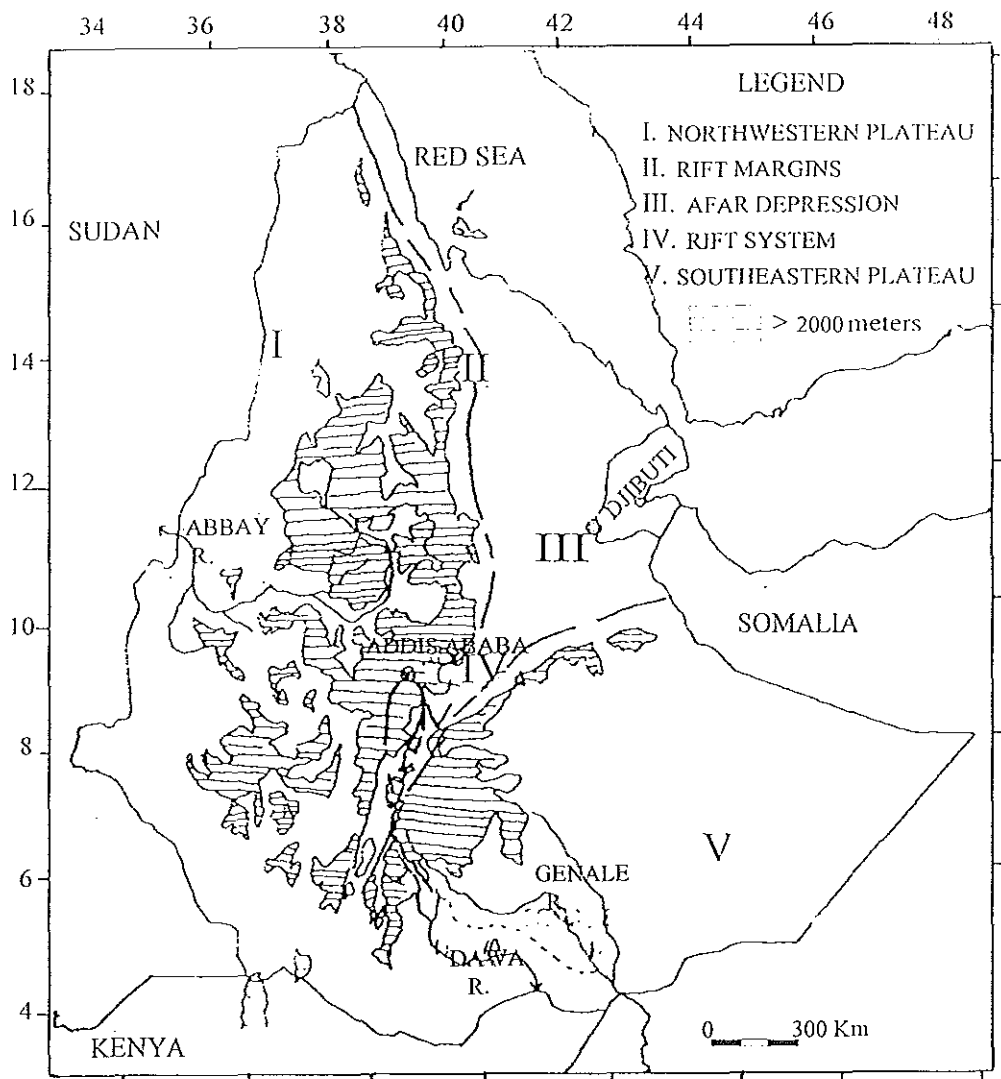 34 36 38 40 42 44 46 48
18
LEGEND
I. NORTHWESTERN PLATEAU
RED SEA
II. RIFT MARGINS
16
III. AFAR DEPRESSION
SUDAN
IV. RIFT SYSTEM
V. SOUTHEASTERN PLATEAU
> 2000 meters
I
14
II
12
DJIBUTI
ABBAY
R.
III
10
SOMALIA
ADDIS ABABA
8
V
6
GENALE
R.
DAWA
R.
4
0 300 Km
KENYA